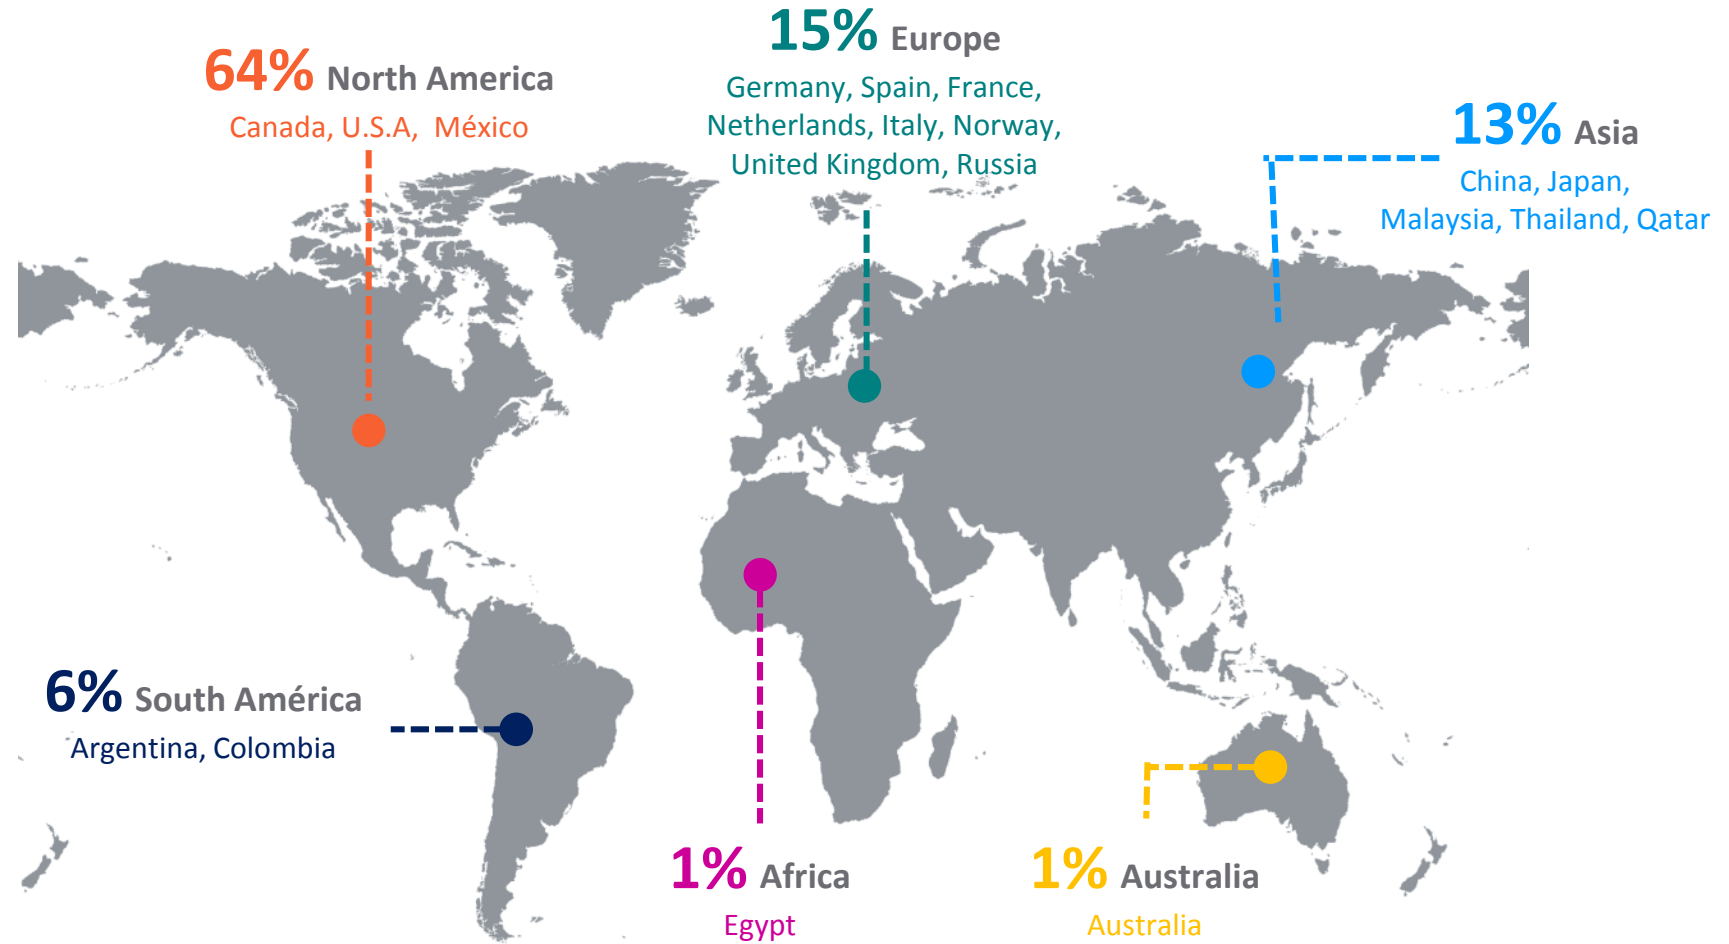 15% Europe
Germany, Spain, France,
Netherlands, Italy, Norway,
United Kingdom, Russia
64% North America
Canada, U.S.A, México
13% Asia
China, Japan,
Malaysia, Thailand, Qatar
6% South América
Argentina, Colombia
1% Africa
Egypt
1% Australia
Australia